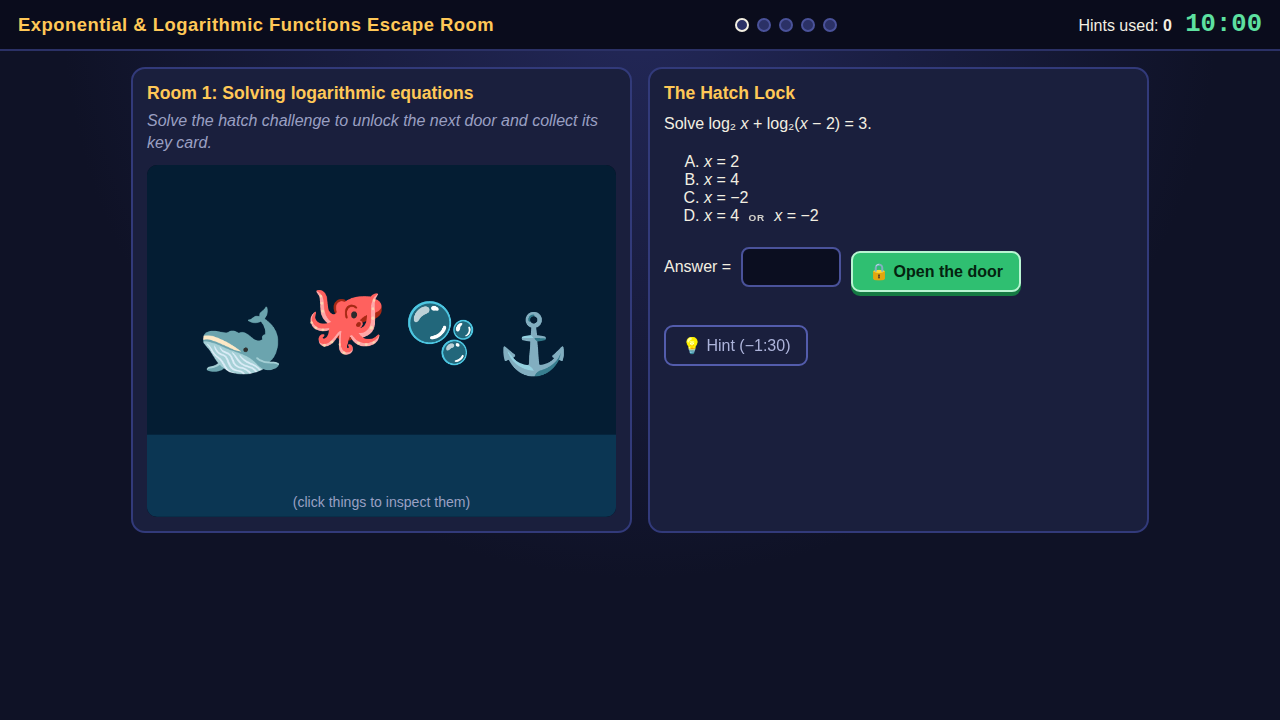 Exponential & Logarithmic Functions Escape Room
Hints used: 0 10:00
Room 1: Solving logarithmic equations
Solve the hatch challenge to unlock the next door and collect its
key card.
(click things to inspect them)
The Hatch Lock
Solve log₂ x + log₂(x − 2) = 3.
A. x = 2
B. x = 4
C. x = −2
D. x = 4 OR x = −2
Answer =
🔒 Open the door
💡 Hint (−1:30)